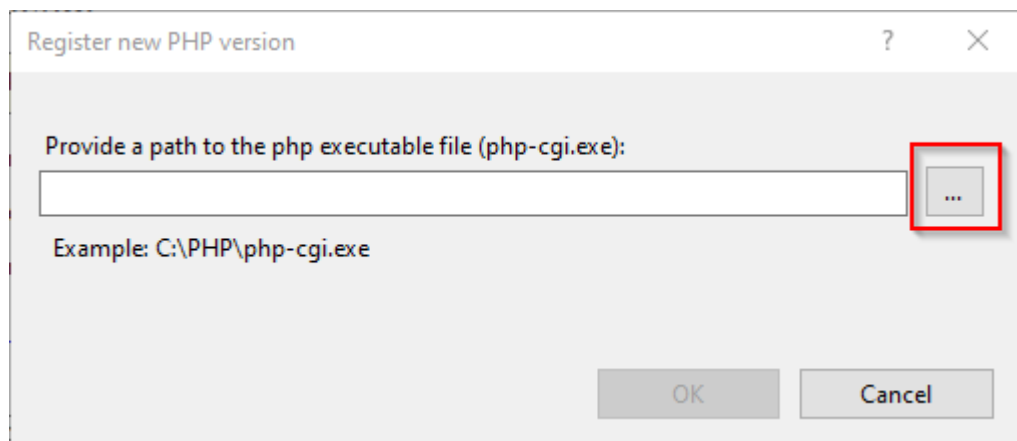 Register new PHP version
?
Provide a path to the php executable file (php-cgi.exe):
...
Example: C:\PHP\php-cgi.exe
OK
Cancel